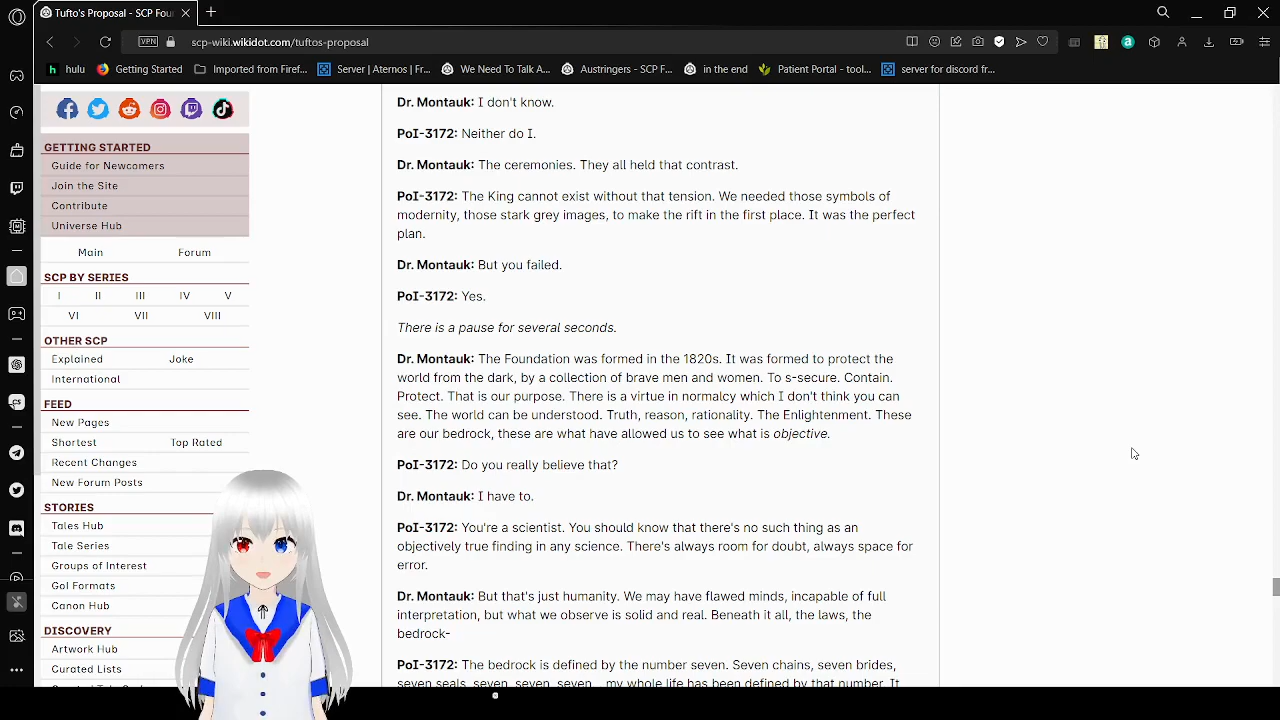 Tufto's Proposal - SCP Four
VPN
scp-wiki.wikidot.com/tuftos-proposal
hulu
Getting Started
Imported from Firef...
Server | Aternos | Fr...
We Need To Talk A...
Austringers - SCP F...
in the end
Patient Portal - tool...
server for discord fr...
GETTING STARTED
Guide for Newcomers
Join the Site
Contribute
Universe Hub
Main Forum
SCP BY SERIES
I II III IV V
VI VII VIII
OTHER SCP
Explained Joke
International
FEED
New Pages
Shortest Top Rated
Recent Changes
New Forum Posts
STORIES
Tales Hub
Tale Series
Groups of Interest
GoI Formats
Canon Hub
DISCOVERY
Artwork Hub
Curated Lists
Dr. Montauk: I don't know.
PoI-3172: Neither do I.
Dr. Montauk: The ceremonies. They all held that contrast.
PoI-3172: The King cannot exist without that tension. We needed those symbols of
modernity, those stark grey images, to make the rift in the first place. It was the perfect
plan.
Dr. Montauk: But you failed.
PoI-3172: Yes.
There is a pause for several seconds.
Dr. Montauk: The Foundation was formed in the 1820s. It was formed to protect the
world from the dark, by a collection of brave men and women. To s-secure. Contain.
Protect. That is our purpose. There is a virtue in normalcy which I don't think you can
see. The world can be understood. Truth, reason, rationality. The Enlightenment. These
are our bedrock, these are what have allowed us to see what is objective.
PoI-3172: Do you really believe that?
Dr. Montauk: I have to.
PoI-3172: You're a scientist. You should know that there's no such thing as an
objectively true finding in any science. There's always room for doubt, always space for
error.
Dr. Montauk: But that's just humanity. We may have flawed minds, incapable of full
interpretation, but what we observe is solid and real. Beneath it all, the laws, the
bedrock-
PoI-3172: The bedrock is defined by the number seven. Seven chains, seven brides,
seven seals, seven, seven, seven... my whole life has been defined by that number. It